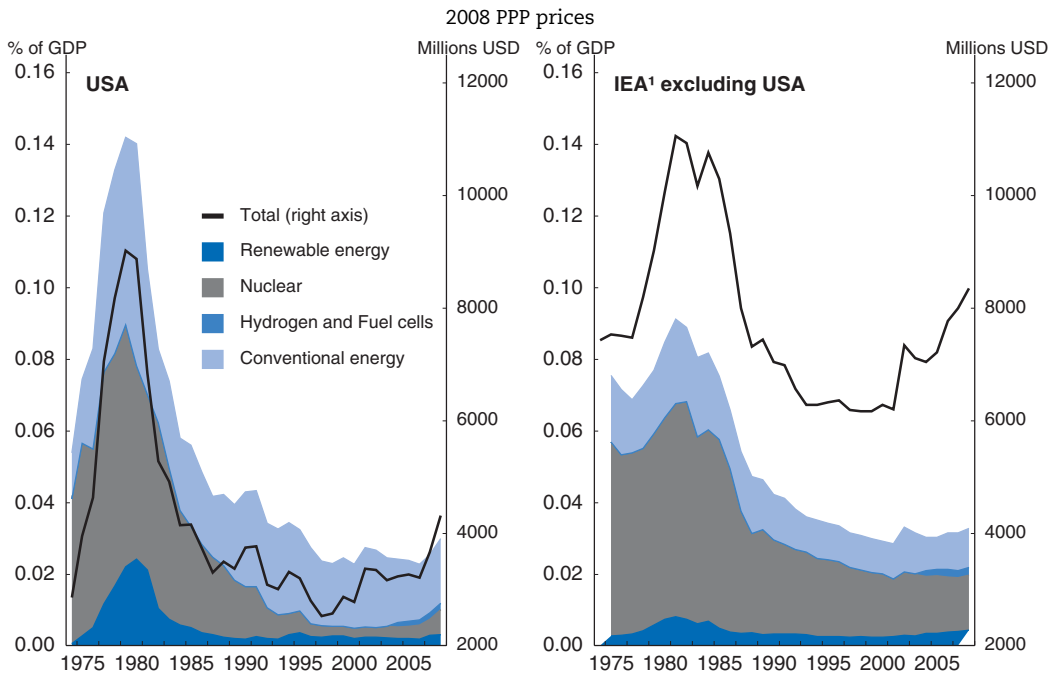 2008 PPP prices
% of GDP
Millions USD
% of GDP
Millions USD
0.16
0.14
0.12
0.10
0.08
0.06
0.04
0.02
0.00
USA
Total (right axis)
Renewable energy
Nuclear
Hydrogen and Fuel cells
Conventional energy
12000
10000
8000
6000
4000
2000
1975 1980 1985 1990 1995 2000 2005
0.16
0.14
0.12
0.10
0.08
0.06
0.04
0.02
0.00
IEA¹ excluding USA
12000
10000
8000
6000
4000
2000
1975 1980 1985 1990 1995 2000 2005